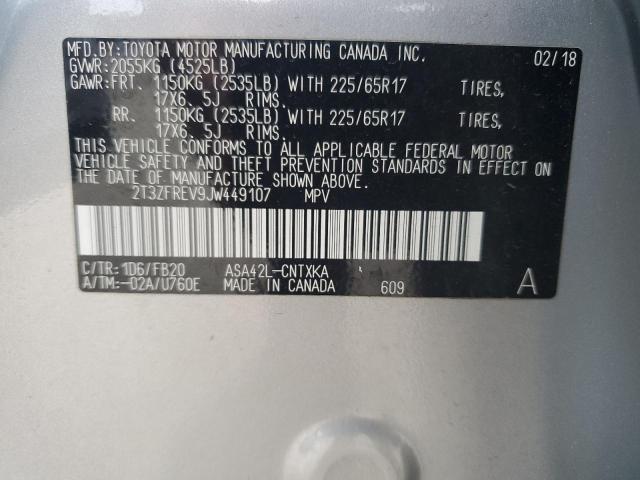 MFD.BY:TOYOTA MOTOR MANUFACTURING CANADA INC. 02/18
GVWR:2055KG (4525LB)
GAWR:FRT. 1150KG (2535LB) WITH 225/65R17 TIRES,
17X6. 5J RIMS.
RR. 1150KG (2535LB) WITH 225/65R17 TIRES,
17X6. 5J RIMS.
THIS VEHICLE CONFORMS TO ALL APPLICABLE FEDERAL MOTOR
VEHICLE SAFETY AND THEFT PREVENTION STANDARDS IN EFFECT ON
THE DATE OF MANUFACTURE SHOWN ABOVE.
2T3ZFREV9JW449107 MPV
C/TR: 1D6/FB20 ASA42L-CNTXKA
A/TM:-02A/U760E MADE IN CANADA 609 A